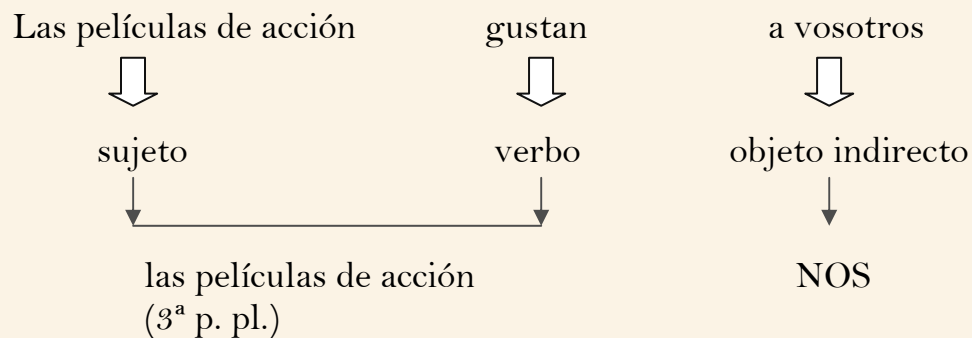 Las películas de acción gustan a vosotros
sujeto verbo objeto indirecto
las películas de acción NOS
(3ª p. pl.)